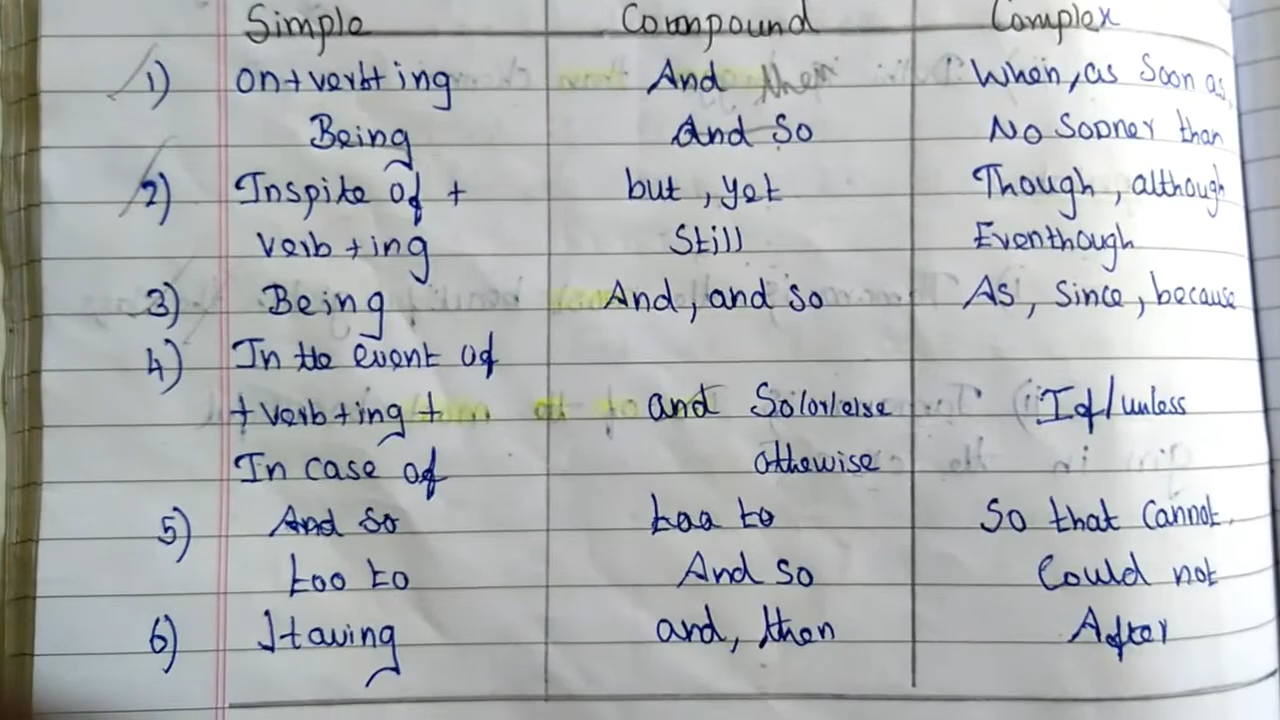 Simple Compound Complex
1) on+verb+ing And then When, as Soon as,
Being And So No Sooner than
2) Inspite of + but, yet Though, although
verb +ing Still Eventhough
3) Being And, and so As, Since, because
4) In the event of
+ verb+ing + and So/or/else If/unless
In case of othewise
5) And so too to So that Cannot.
too to And so Could not
6) Having and, then After